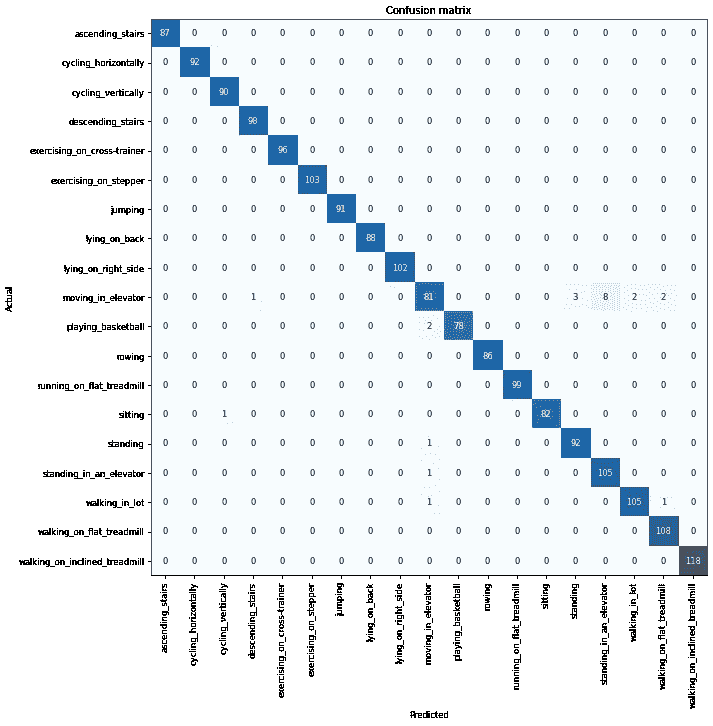 Confusion matrix
Actual
ascending_stairs 87 0 0 0 0 0 0 0 0 0 0 0 0 0 0 0 0 0 0
cycling_horizontally 0 92 0 0 0 0 0 0 0 0 0 0 0 0 0 0 0 0 0
cycling_vertically 0 0 90 0 0 0 0 0 0 0 0 0 0 0 0 0 0 0 0
descending_stairs 0 0 0 98 0 0 0 0 0 0 0 0 0 0 0 0 0 0 0
exercising_on_cross-trainer 0 0 0 0 96 0 0 0 0 0 0 0 0 0 0 0 0 0 0
exercising_on_stepper 0 0 0 0 0 103 0 0 0 0 0 0 0 0 0 0 0 0 0
jumping 0 0 0 0 0 0 91 0 0 0 0 0 0 0 0 0 0 0 0
lying_on_back 0 0 0 0 0 0 0 88 0 0 0 0 0 0 0 0 0 0 0
lying_on_right_side 0 0 0 0 0 0 0 0 102 0 0 0 0 0 0 0 0 0 0
moving_in_elevator 0 0 0 1 0 0 0 0 0 81 0 0 0 0 3 8 2 2 0
playing_basketball 0 0 0 0 0 0 0 0 0 2 78 0 0 0 0 0 0 0 0
rowing 0 0 0 0 0 0 0 0 0 0 0 86 0 0 0 0 0 0 0
running_on_flat_treadmill 0 0 0 0 0 0 0 0 0 0 0 0 99 0 0 0 0 0 0
sitting 0 0 1 0 0 0 0 0 0 0 0 0 0 82 0 0 0 0 0
standing 0 0 0 0 0 0 0 0 0 1 0 0 0 0 92 0 0 0 0
standing_in_an_elevator 0 0 0 0 0 0 0 0 0 1 0 0 0 0 0 105 0 0 0
walking_in_lot 0 0 0 0 0 0 0 0 0 1 0 0 0 0 0 0 105 1 0
walking_on_flat_treadmill 0 0 0 0 0 0 0 0 0 0 0 0 0 0 0 0 0 108 0
walking_on_inclined_treadmill 0 0 0 0 0 0 0 0 0 0 0 0 0 0 0 0 0 0 118
ascending_stairs
cycling_horizontally
cycling_vertically
descending_stairs
exercising_on_cross-trainer
exercising_on_stepper
jumping
lying_on_back
lying_on_right_side
moving_in_elevator
playing_basketball
rowing
running_on_flat_treadmill
sitting
standing
standing_in_an_elevator
walking_in_lot
walking_on_flat_treadmill
walking_on_inclined_treadmill
Predicted